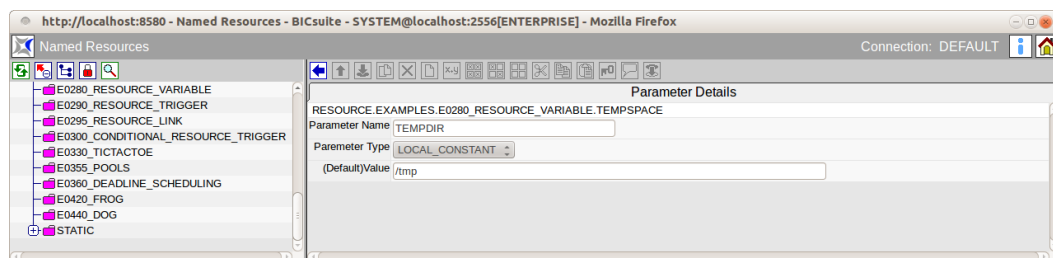 http://localhost:8580 - Named Resources - BICsuite - SYSTEM@localhost:2556[ENTERPRISE] - Mozilla Firefox
Named Resources
Connection: DEFAULT
E0280_RESOURCE_VARIABLE
E0290_RESOURCE_TRIGGER
E0295_RESOURCE_LINK
E0300_CONDITIONAL_RESOURCE_TRIGGER
E0330_TICTACTOE
E0355_POOLS
E0360_DEADLINE_SCHEDULING
E0420_FROG
E0440_DOG
STATIC
Parameter Details
RESOURCE.EXAMPLES.E0280_RESOURCE_VARIABLE.TEMPSPACE
Parameter Name TEMPDIR
Paremeter Type LOCAL_CONSTANT
(Default)Value /tmp